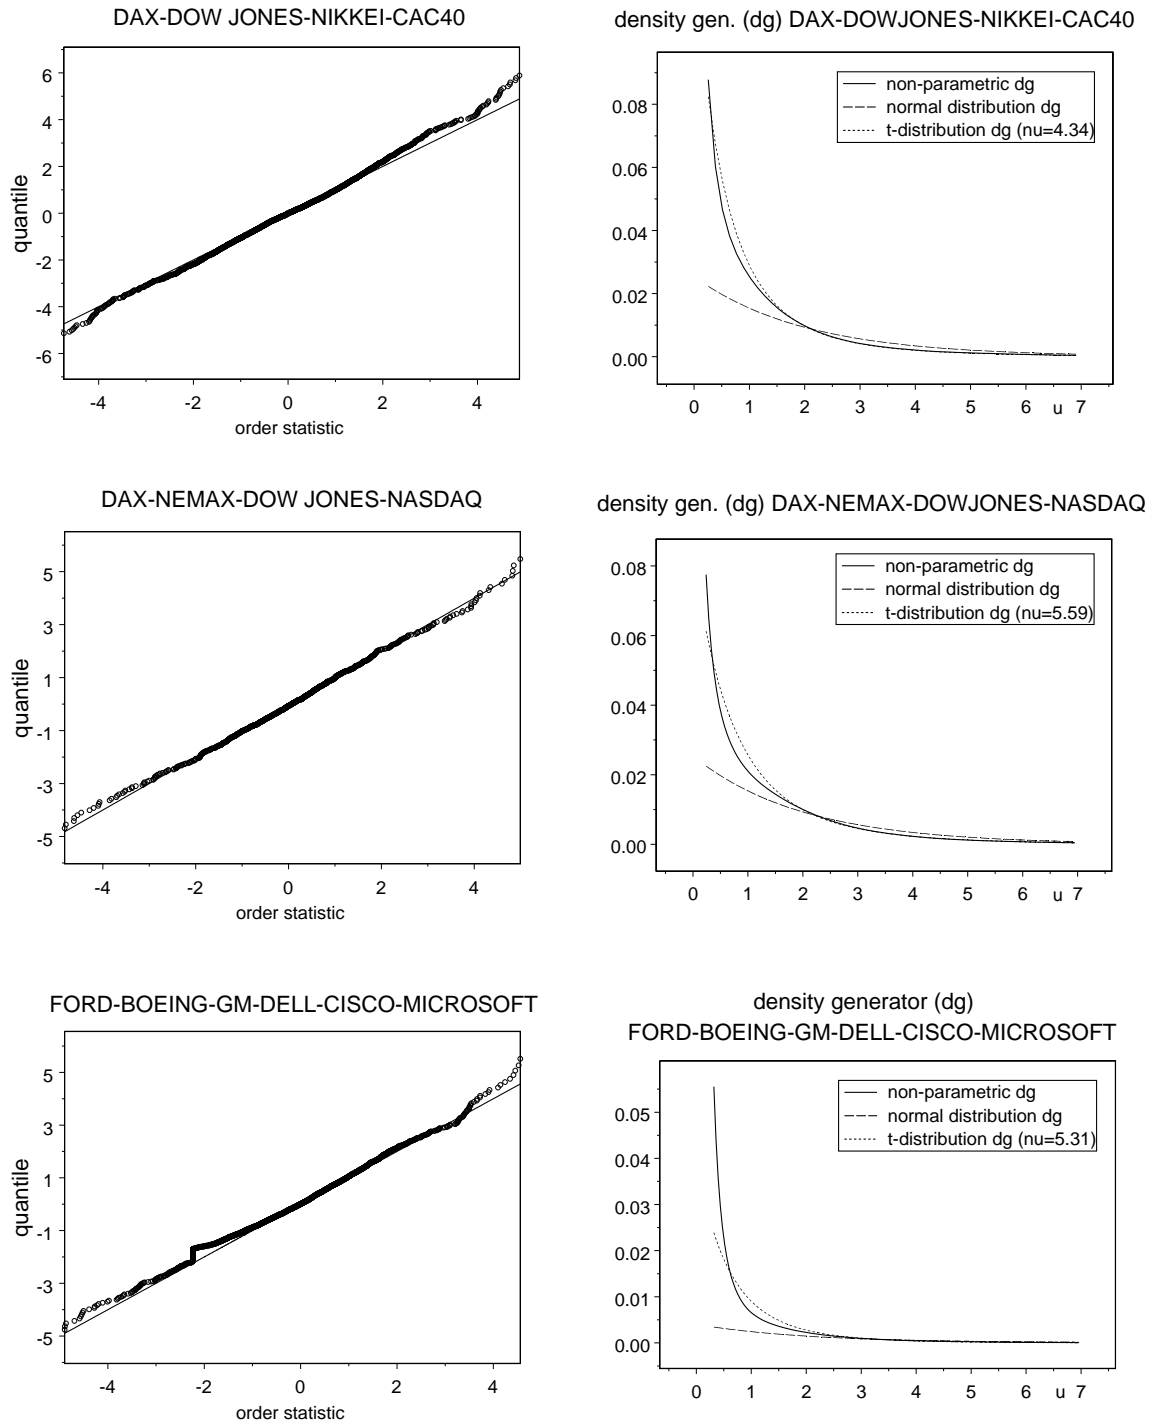 DAX-DOW JONES-NIKKEI-CAC40
quantile
6
4
2
0
-2
-4
-6
-4
-2
0
2
4
order statistic
density gen. (dg) DAX-DOWJONES-NIKKEI-CAC40
non-parametric dg
normal distribution dg
t-distribution dg (nu=4.34)
0.08
0.06
0.04
0.02
0.00
0
1
2
3
4
5
6
u
7
DAX-NEMAX-DOW JONES-NASDAQ
quantile
5
3
1
-1
-3
-5
-4
-2
0
2
4
order statistic
density gen. (dg) DAX-NEMAX-DOWJONES-NASDAQ
non-parametric dg
normal distribution dg
t-distribution dg (nu=5.59)
0.08
0.06
0.04
0.02
0.00
0
1
2
3
4
5
6
u
7
FORD-BOEING-GM-DELL-CISCO-MICROSOFT
quantile
5
3
1
-1
-3
-5
-4
-2
0
2
4
order statistic
density generator (dg)
FORD-BOEING-GM-DELL-CISCO-MICROSOFT
non-parametric dg
normal distribution dg
t-distribution dg (nu=5.31)
0.05
0.04
0.03
0.02
0.01
0.00
0
1
2
3
4
5
6
u
7